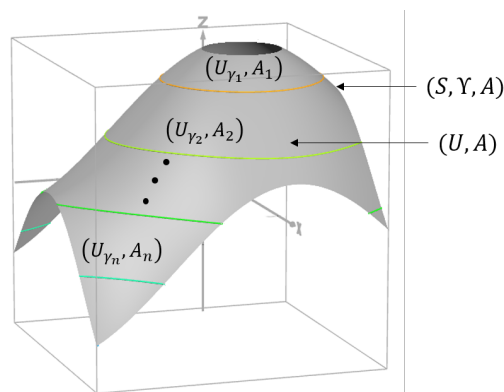 Z
(U_{γ_1}, A_1)
(S, Υ, A)
(U_{γ_2}, A_2)
(U, A)
(U_{γ_n}, A_n)